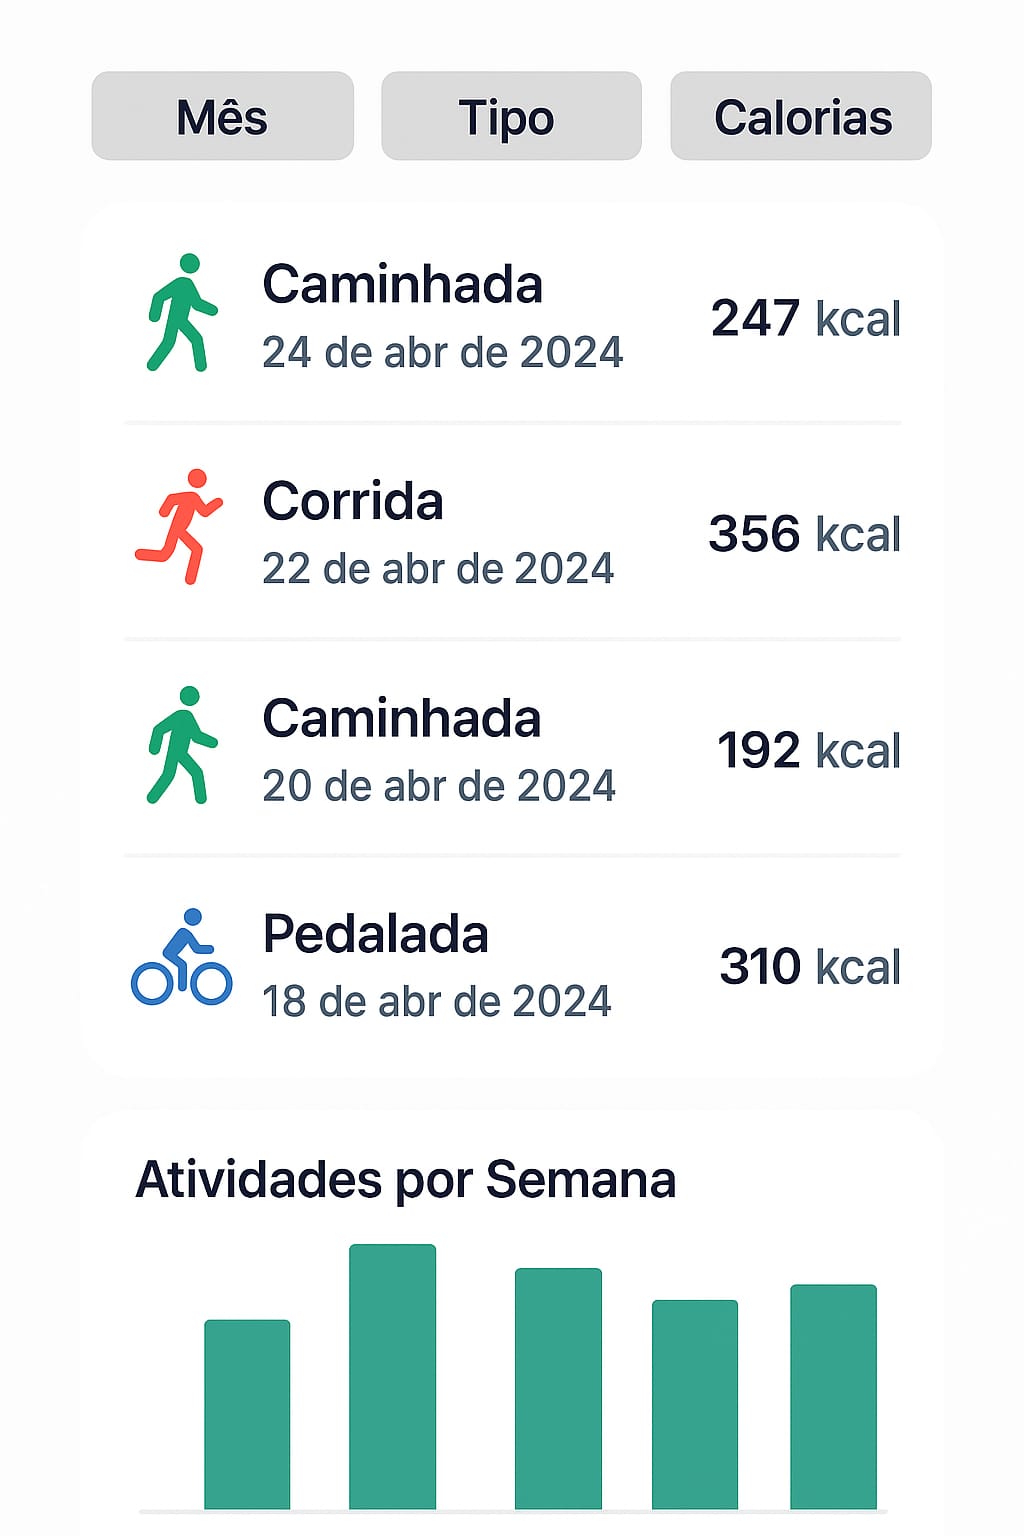 Mês
Tipo
Calorias
Caminhada
24 de abr de 2024
247 kcal
Corrida
22 de abr de 2024
356 kcal
Caminhada
20 de abr de 2024
192 kcal
Pedalada
18 de abr de 2024
310 kcal
Atividades por Semana